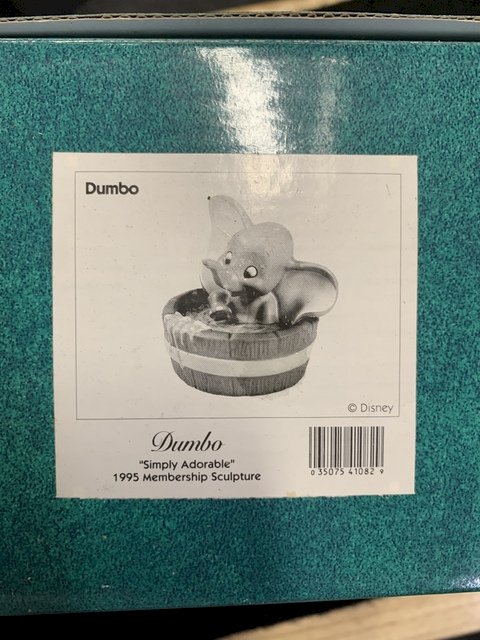 Dumbo
© Disney
Dumbo
"Simply Adorable"
1995 Membership Sculpture
0 35075 41082 9